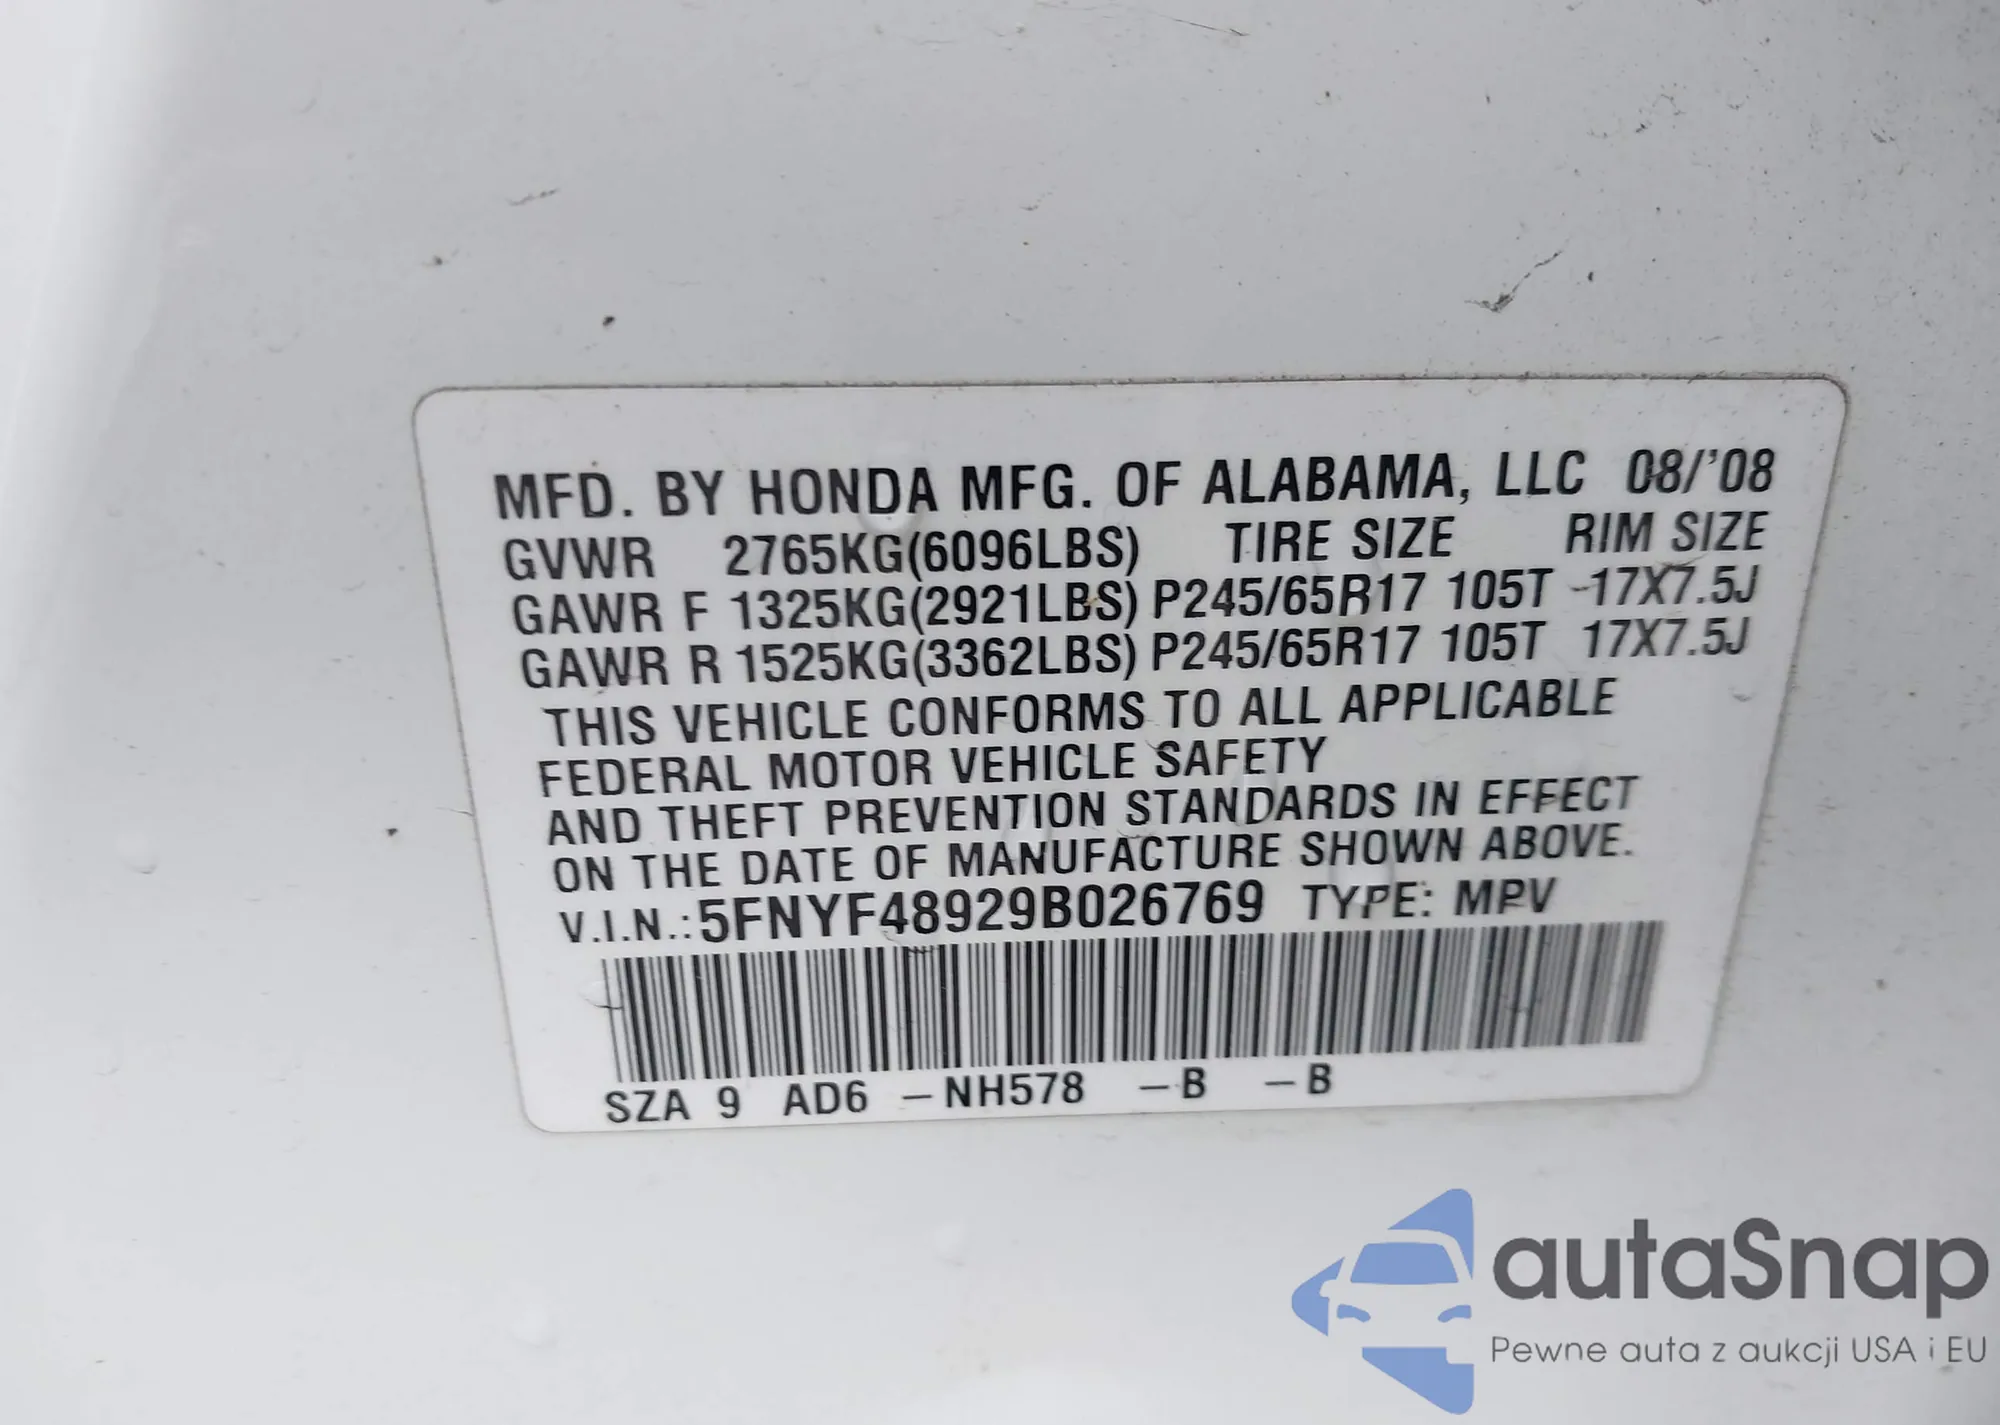 MFD. BY HONDA MFG. OF ALABAMA, LLC 08/'08
GVWR 2765KG(6096LBS) TIRE SIZE RIM SIZE
GAWR F 1325KG(2921LBS) P245/65R17 105T -17X7.5J
GAWR R 1525KG(3362LBS) P245/65R17 105T 17X7.5J
THIS VEHICLE CONFORMS TO ALL APPLICABLE
FEDERAL MOTOR VEHICLE SAFETY
AND THEFT PREVENTION STANDARDS IN EFFECT
ON THE DATE OF MANUFACTURE SHOWN ABOVE.
V.I.N.:5FNYF48929B026769 TYPE: MPV
SZA 9 AD6 -NH578 -B -B
autaSnap
Pewne auta z aukcji USA i EU